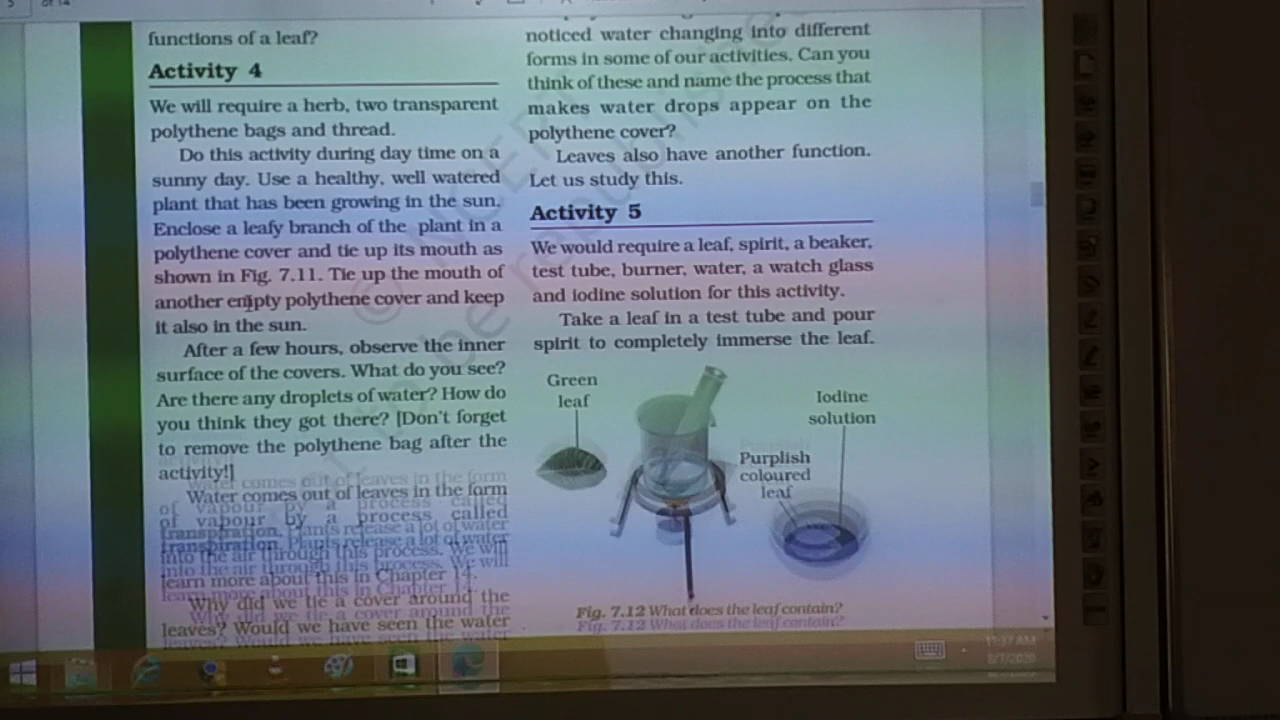 functions of a leaf?
Activity 4
We will require a herb, two transparent
polythene bags and thread.
Do this activity during day time on a
sunny day. Use a healthy, well watered
plant that has been growing in the sun.
Enclose a leafy branch of the plant in a
polythene cover and tie up its mouth as
shown in Fig. 7.11. Tie up the mouth of
another empty polythene cover and keep
it also in the sun.
After a few hours, observe the inner
surface of the covers. What do you see?
Are there any droplets of water? How do
you think they got there? [Don't forget
to remove the polythene bag after the
activity!]
Water comes out of leaves in the form
of vapour by a process called
transpiration. Plants release a lot of water
into the air through this process. We will
learn more about this in Chapter 14.
Why did we tie a cover around the
leaves? Would we have seen the water
noticed water changing into different
forms in some of our activities. Can you
think of these and name the process that
makes water drops appear on the
polythene cover?
Leaves also have another function.
Let us study this.
Activity 5
We would require a leaf, spirit, a beaker,
test tube, burner, water, a watch glass
and iodine solution for this activity.
Take a leaf in a test tube and pour
spirit to completely immerse the leaf.
Green
leaf
Iodine
solution
Purplish
coloured
leaf
Fig. 7.12 What does the leaf contain?
11:37 AM
8/7/2020